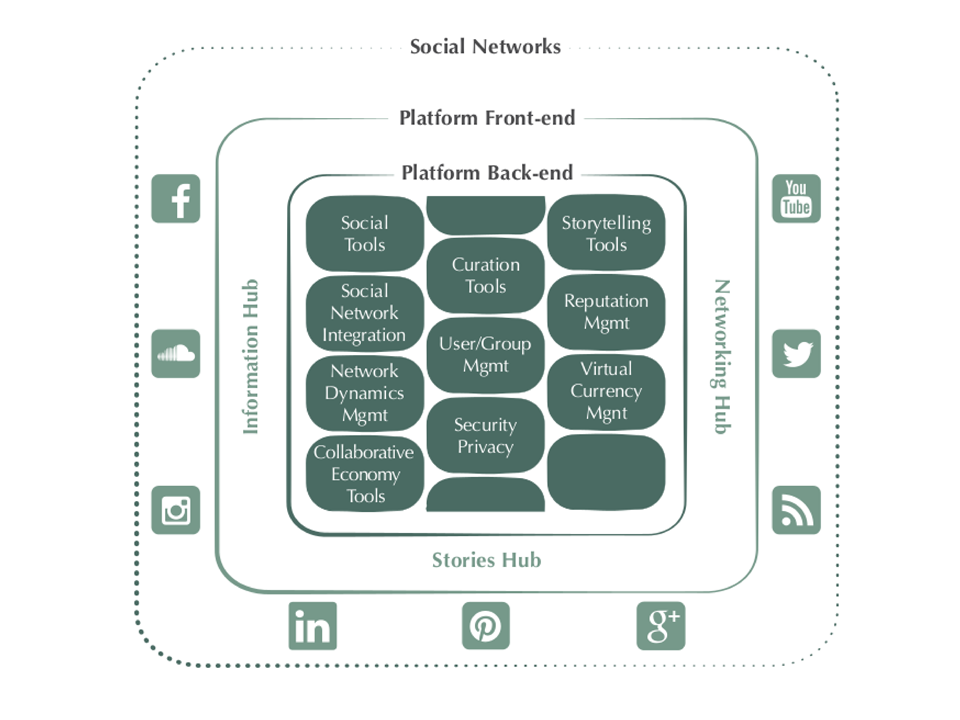 Social Networks
Platform Front-end
Platform Back-end
Social
Tools
Social
Network
Integration
Network
Dynamics
Mgmt
Collaborative
Economy
Tools
Curation
Tools
User/Group
Mgmt
Security
Privacy
Storytelling
Tools
Reputation
Mgmt
Virtual
Currency
Mgnt
Information Hub
Networking Hub
Stories Hub
f
You
Tube
in
g+